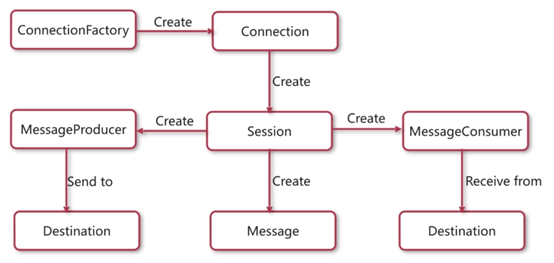 ConnectionFactory
Create
Connection
Create
MessageProducer
Create
Session
Create
MessageConsumer
Send to
Create
Receive from
Destination
Message
Destination